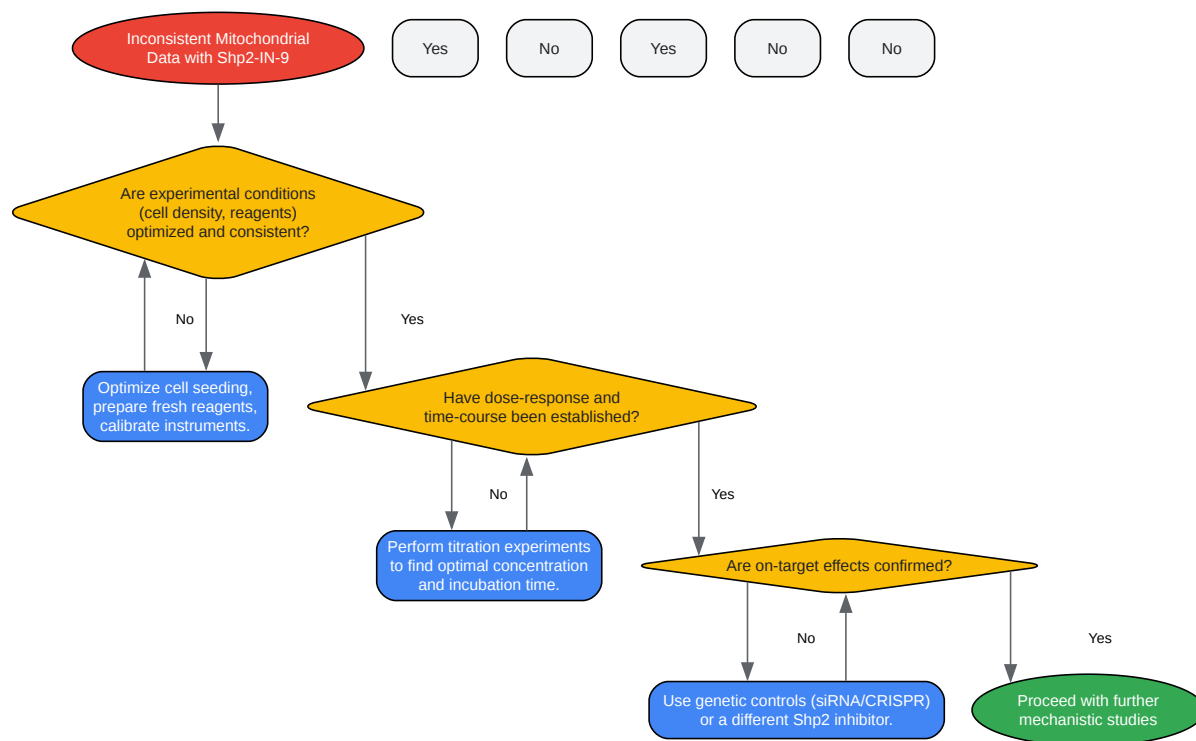 Inconsistent Mitochondrial
Data with Shp2-IN-9
Yes
No
Yes
No
No
Are experimental conditions
(cell density, reagents)
optimized and consistent?
No
Yes
Optimize cell seeding,
prepare fresh reagents,
calibrate instruments.
Have dose-response and
time-course been established?
No
Yes
Perform titration experiments
to find optimal concentration
and incubation time.
Are on-target effects confirmed?
No
Yes
Use genetic controls (siRNA/CRISPR)
or a different Shp2 inhibitor.
Proceed with further
mechanistic studies